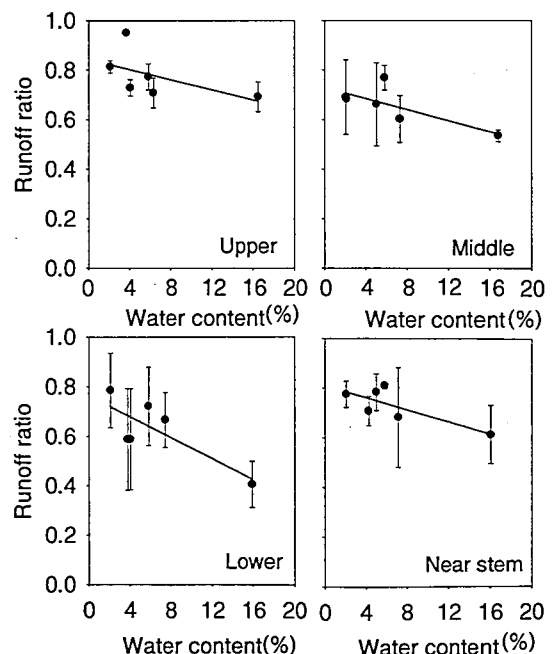 Runoff ratio
1.0
0.8
0.6
0.4
0.2
0.0
Upper
0 4 8 12 16 20
Water content(%)
Middle
0 4 8 12 16 20
Water content(%)
Runoff ratio
1.0
0.8
0.6
0.4
0.2
0.0
Lower
0 4 8 12 16 20
Water content(%)
Near stem
0 4 8 12 16 20
Water content(%)